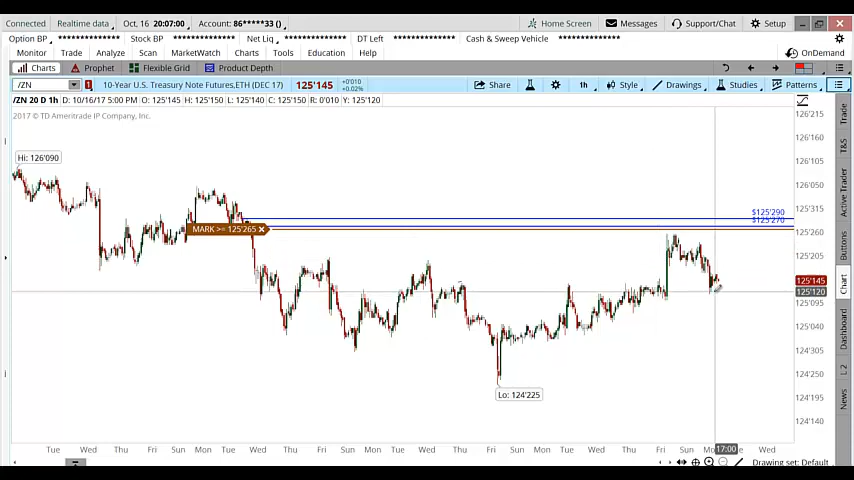 Connected Realtime data Oct, 16 20:07:00 Account: 86*****33 () Home Screen Messages Support/Chat Setup
Option BP ************** Stock BP ************** Net Liq ************** DT Left ************** Cash & Sweep Vehicle **************
Monitor Trade Analyze Scan MarketWatch Charts Tools Education Help OnDemand
Charts Prophet Flexible Grid Product Depth
/ZN 1 10-Year U.S. Treasury Note Futures,ETH (DEC 17) 125'145 +0'010 +0.02% Share 1h Style Drawings Studies Patterns
/ZN 20 D 1h D: 10/16/17 5:00 PM O: 125'145 H: 125'150 L: 125'140 C: 125'150 R: 0'010 Y: 125'120
2017 © TD Ameritrade IP Company, Inc.
126'215
126'160
Hi: 126'090
126'105
126'050
$125'290
125'315
$125'270
MARK >= 125'265
125'260
125'205
125'145
125'120
125'095
125'040
124'305
124'250
Lo: 124'225
124'195
124'140
Tue Wed Thu Fri Sun Mon Tue Wed Thu Fri Sun Mon Tue Wed Thu Fri Sun Mon Tue Wed Thu Fri Sun Mo 17:00 e Wed
Drawing set: Default
Trade
T&S
Active Trader
Buttons
Chart
Dashboard
L 2
News